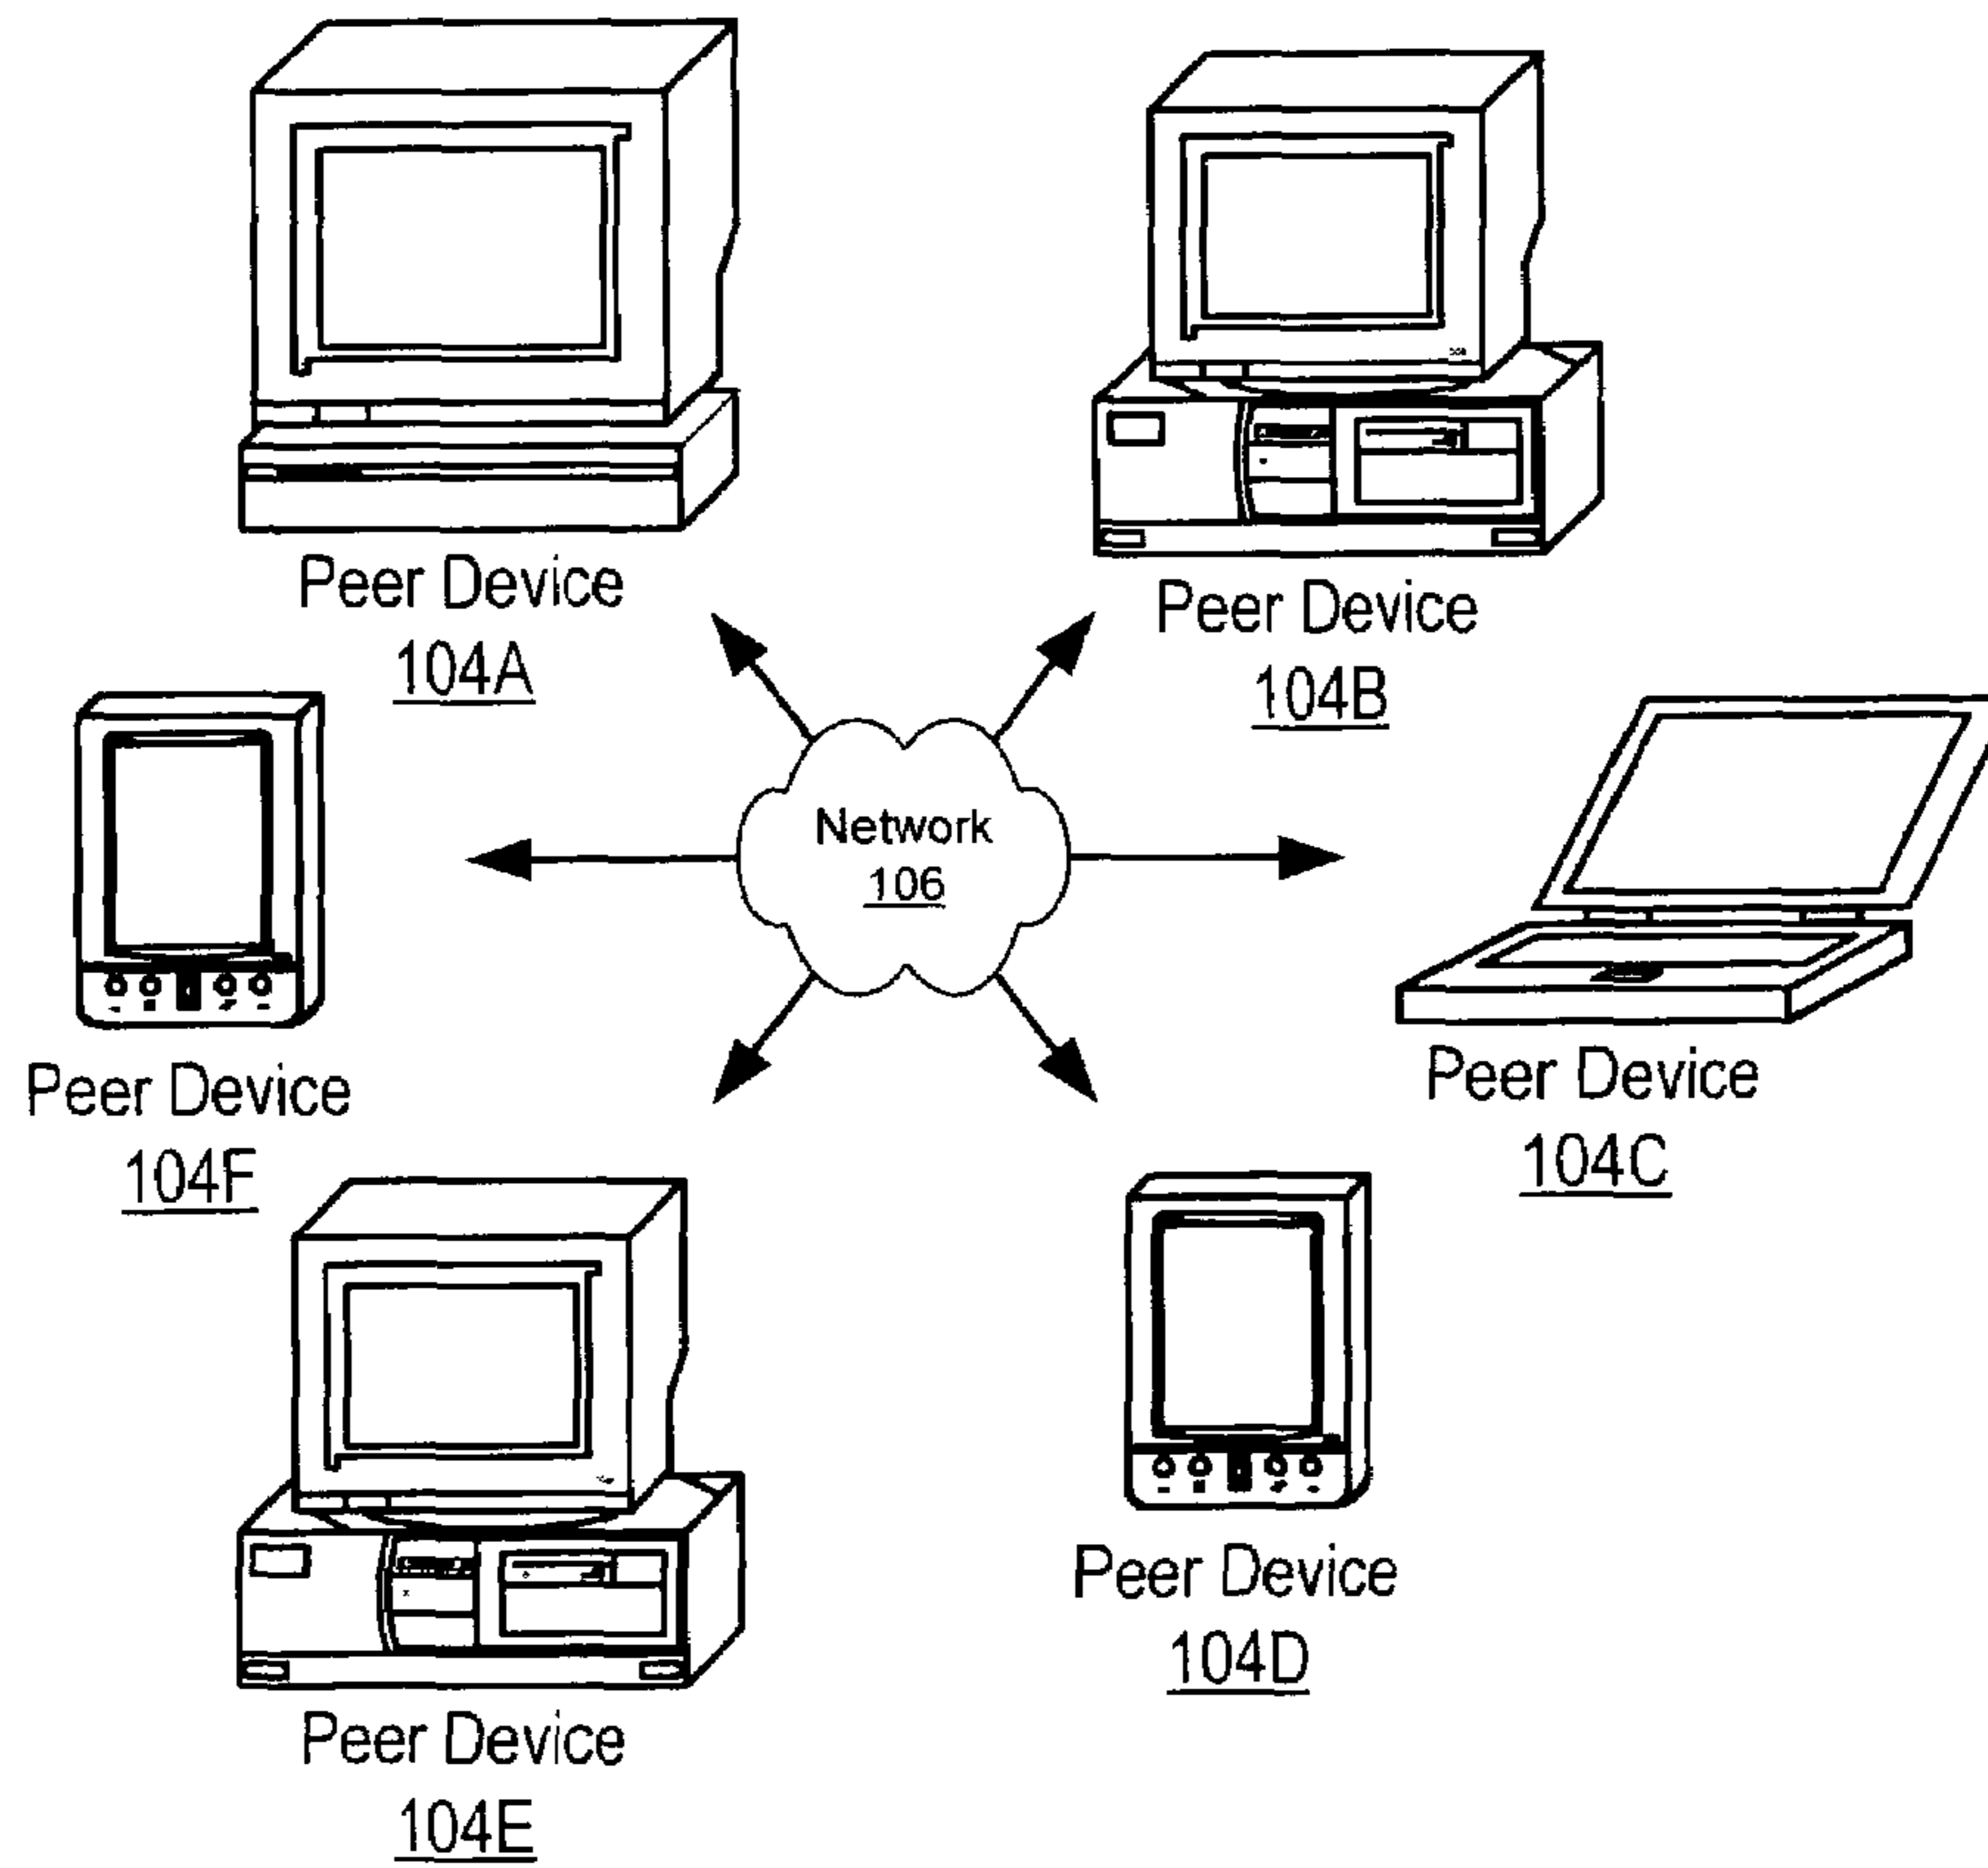 Peer Device
104A
Peer Device
104B
Network
106
Peer Device
104F
Peer Device
104C
Peer Device
104D
Peer Device
104E